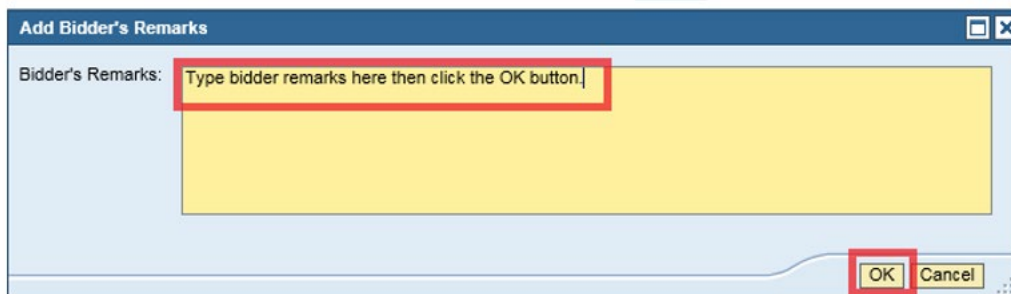 Add Bidder's Remarks
Bidder's Remarks: Type bidder remarks here then click the OK button.
OK Cancel